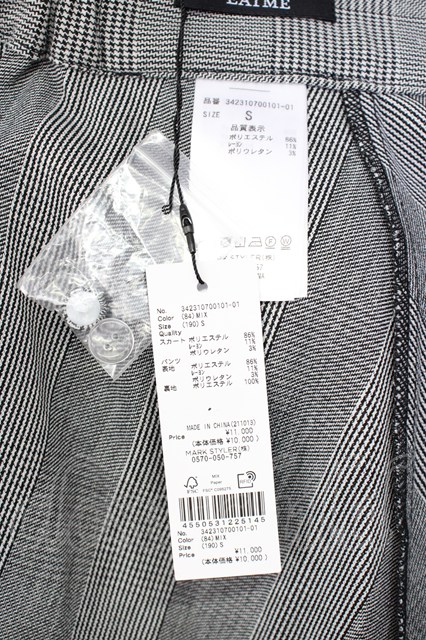 LAYME
品番 342310700101-01
SIZE S
品質表示
ポリエステル 86%
レーヨン 11%
ポリウレタン 3%
No. 342310700101-01
Color (84)MIX
Size (190)S
Quality
スカート ポリエステル 86%
レーヨン 11%
ポリウレタン 3%
パンツ ポリエステル 86%
表地 レーヨン 11%
ポリウレタン 3%
裏地 ポリエステル 100%
MADE IN CHINA(211013)
Price ¥11,000
(本体価格 ¥10,000)
MARK STYLER(株)
0570-050-757
MIX
Paper
FSC
4550531225145
No. 342310700101-01
Color (84)MIX
Size (190)S
Price ¥11,000
(本体価格 ¥10,000)